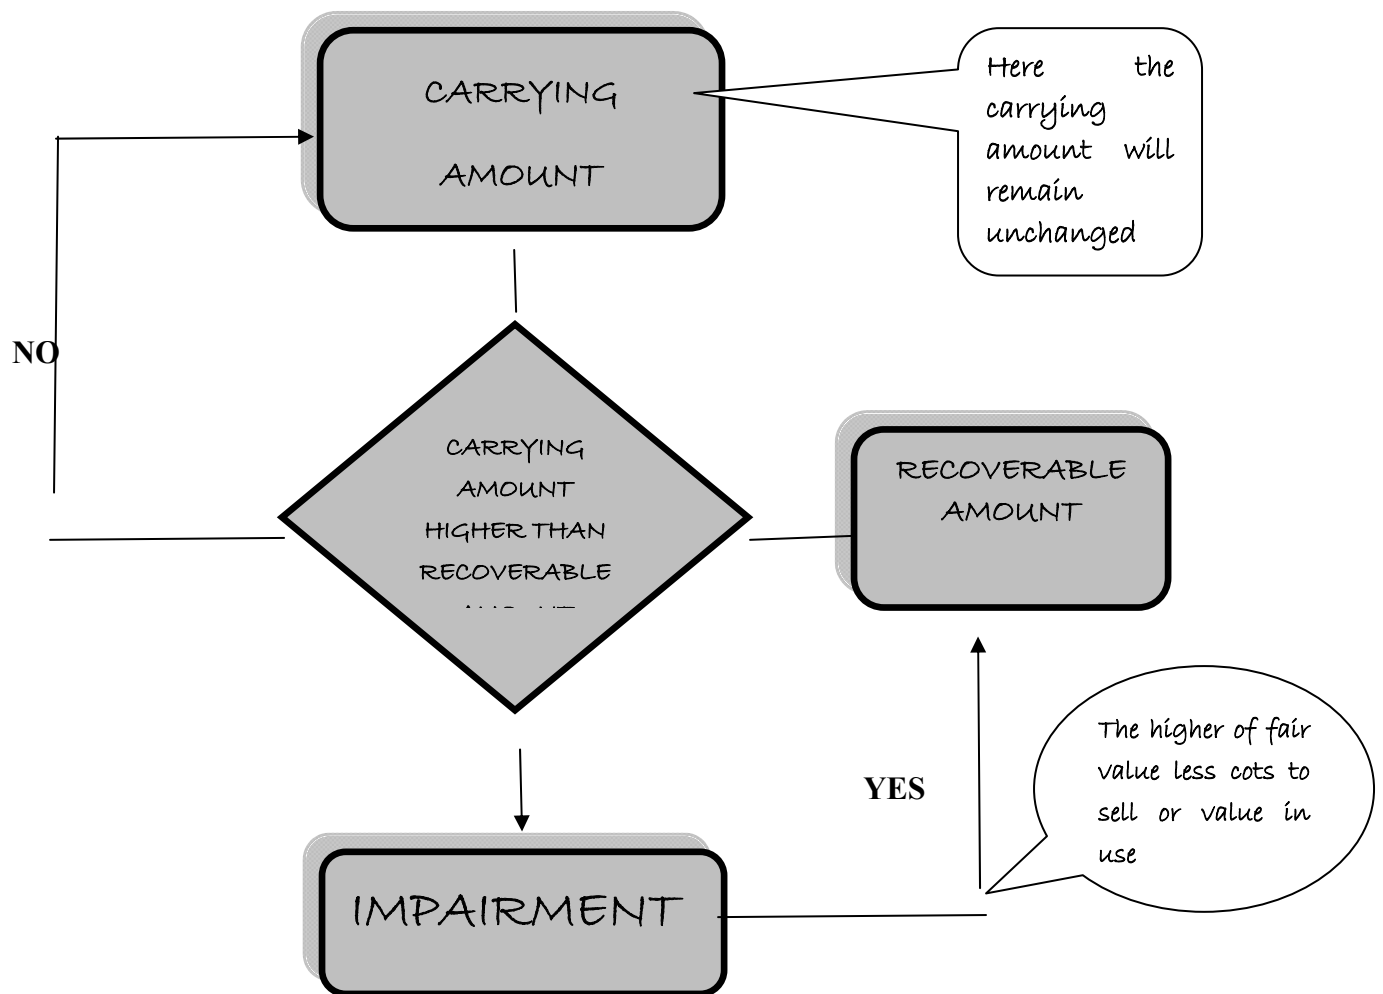 CARRYING
AMOUNT
Here the
carrying
amount will
remain
unchanged
NO
CARRYING
AMOUNT
HIGHER THAN
RECOVERABLE
RECOVERABLE
AMOUNT
YES
The higher of fair
value less cots to
sell or value in
use
IMPAIRMENT